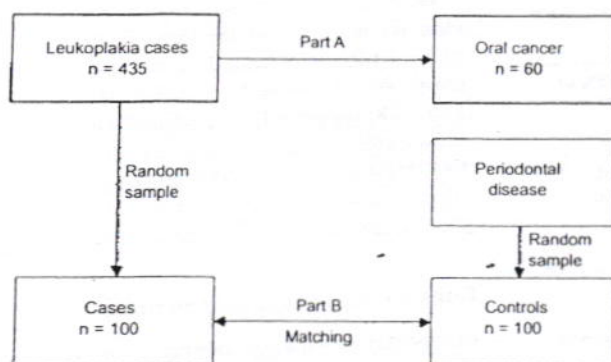 Leukoplakia cases
n = 435
Part A
Oral cancer
n = 60
Random
sample
Periodontal
disease
Random
sample
Cases
n = 100
Part B
Matching
Controls
n = 100